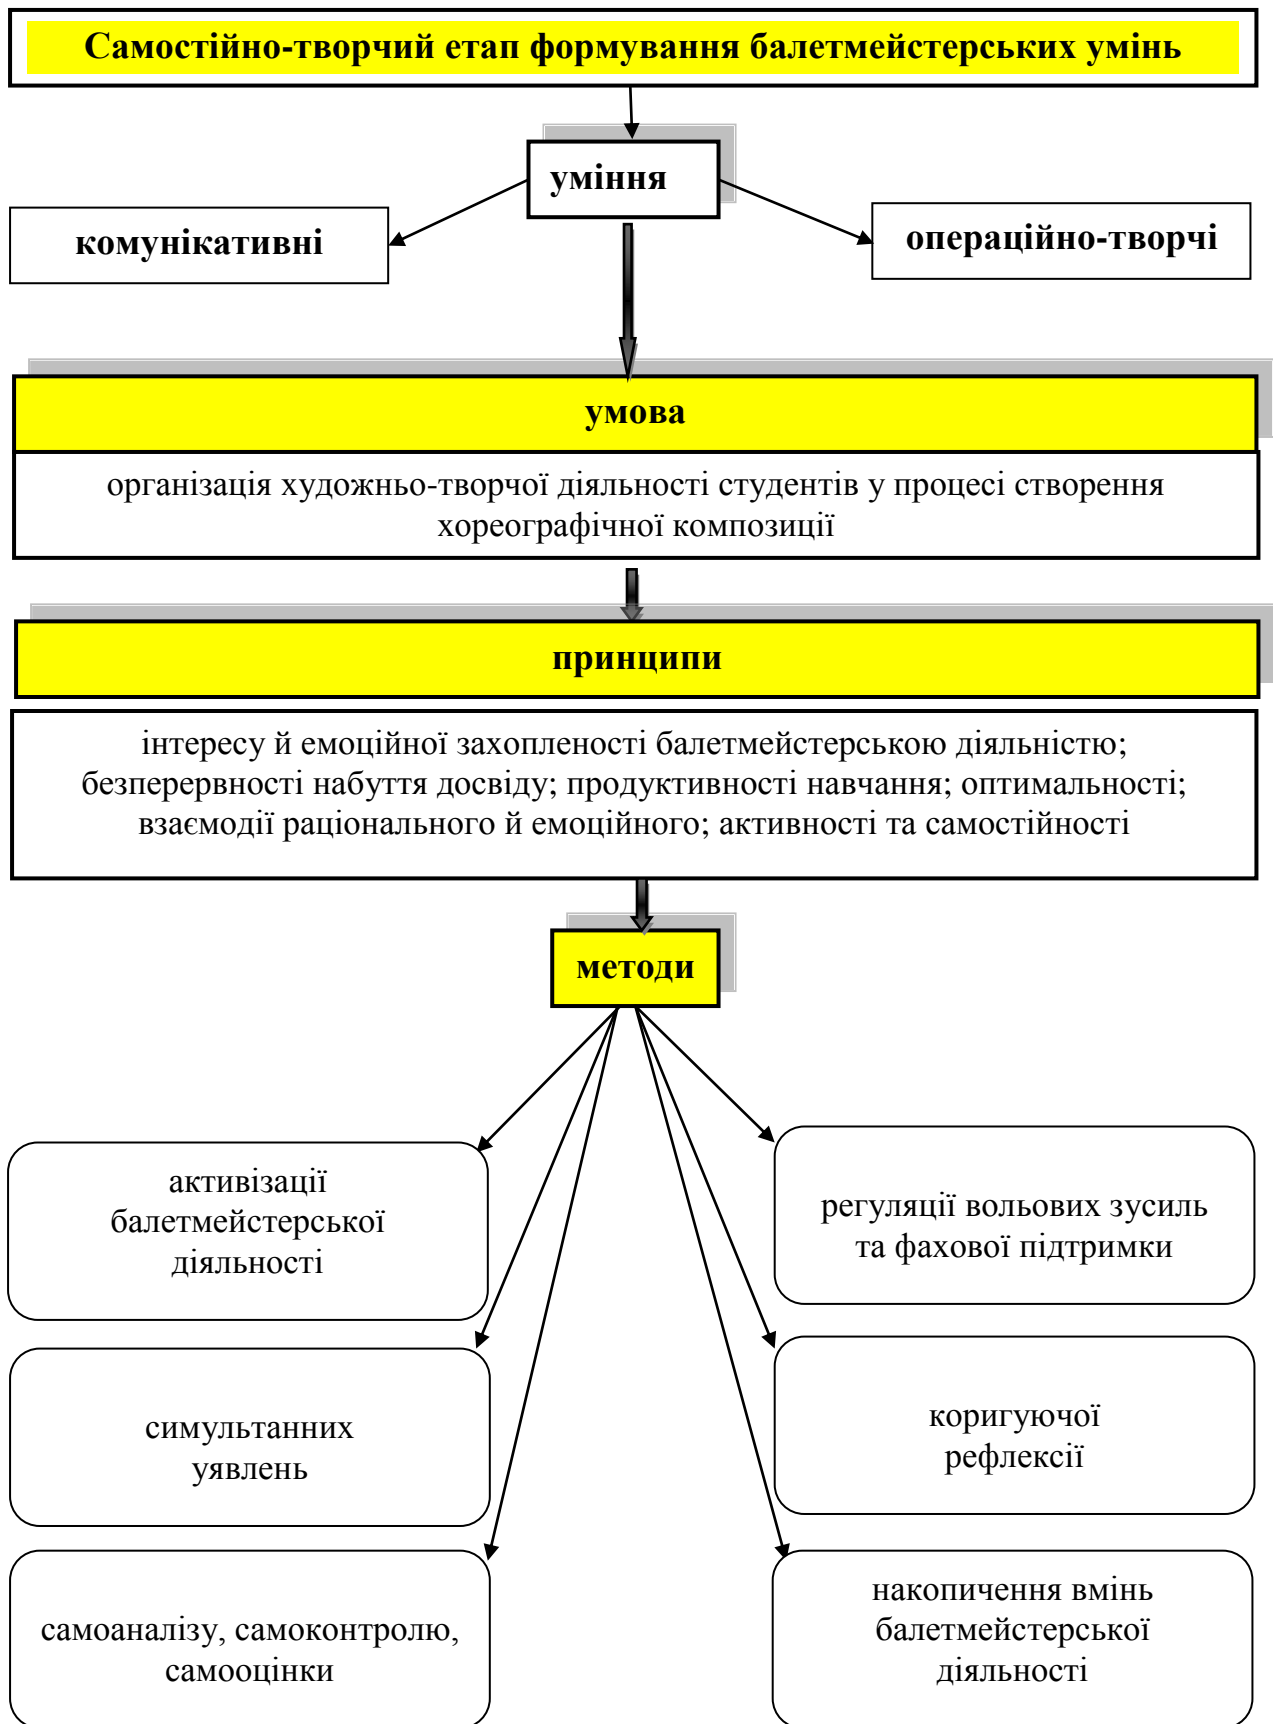 Самостійно-творчий етап формування балетмейстерських умінь
уміння
комунікативні
операційно-творчі
умова
організація художньо-творчої діяльності студентів у процесі створення
хореографічної композиції
принципи
інтересу й емоційної захопленості балетмейстерською діяльністю;
безперервності набуття досвіду; продуктивності навчання; оптимальності;
взаємодії раціонального й емоційного; активності та самостійності
методи
активізації
балетмейстерської
діяльності
регуляції вольових зусиль
та фахової підтримки
симультанних
уявлень
коригуючої
рефлексії
самоаналізу, самоконтролю,
самооцінки
накопичення вмінь
балетмейстерської
діяльності